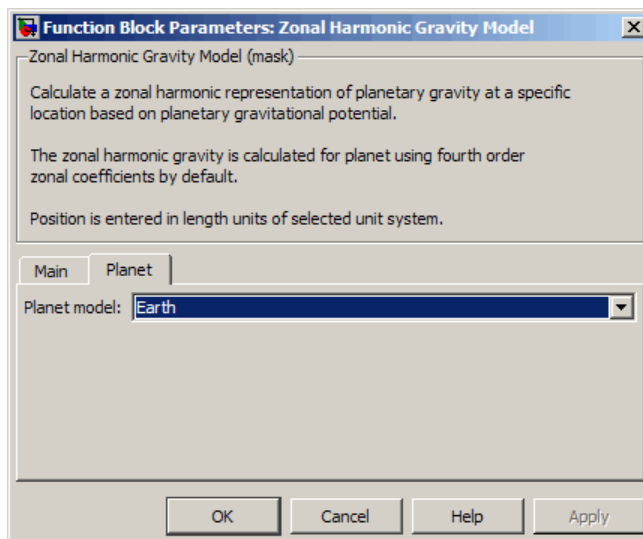 Function Block Parameters: Zonal Harmonic Gravity Model
Zonal Harmonic Gravity Model (mask)
Calculate a zonal harmonic representation of planetary gravity at a specific
location based on planetary gravitational potential.
The zonal harmonic gravity is calculated for planet using fourth order
zonal coefficients by default.
Position is entered in length units of selected unit system.
Main Planet
Planet model: Earth
OK Cancel Help Apply